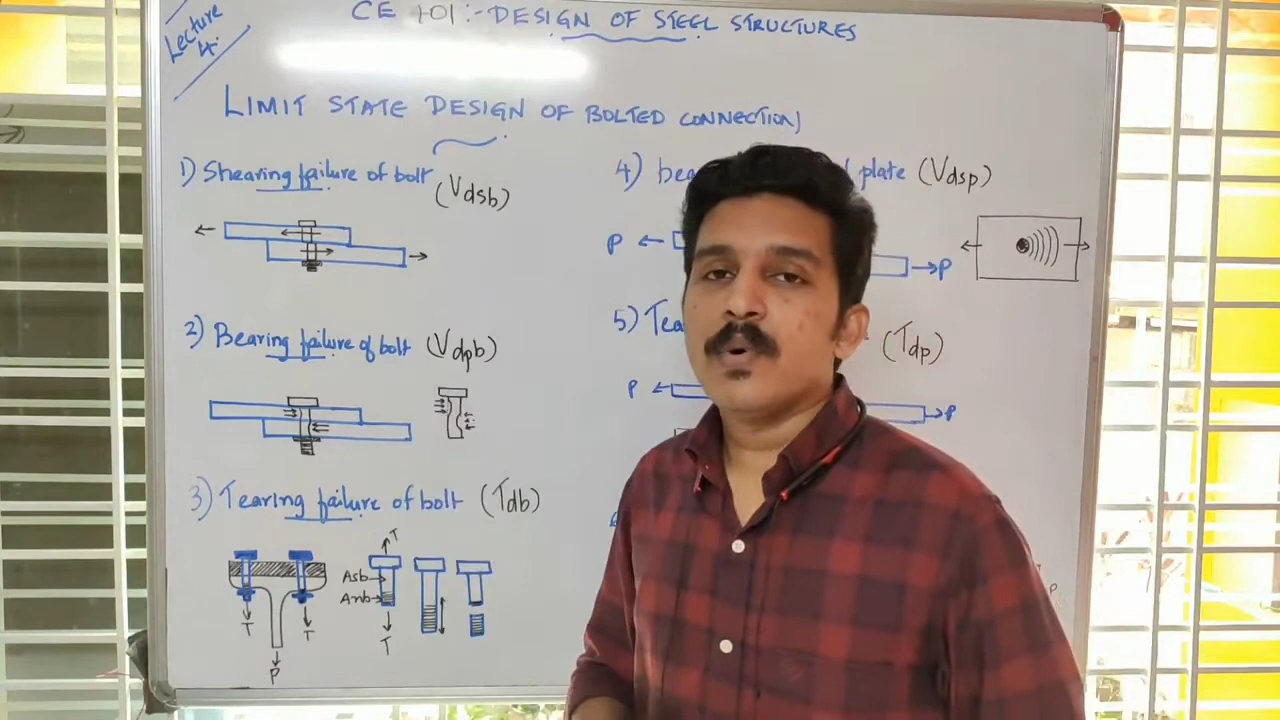 Lecture
4.
CE 401:- DESIGN OF STEEL STRUCTURES
LIMIT STATE DESIGN OF BOLTED CONNECTION
1) Shearing failure of bolt (Vdsb)
2) Bearing failure of bolt (Vdpb)
3) Tearing failure of bolt (Tdb)
T
Asb
Anb
T T T
P
4) plate (Vdsp)
P P
5) (Tdp)
P P
P